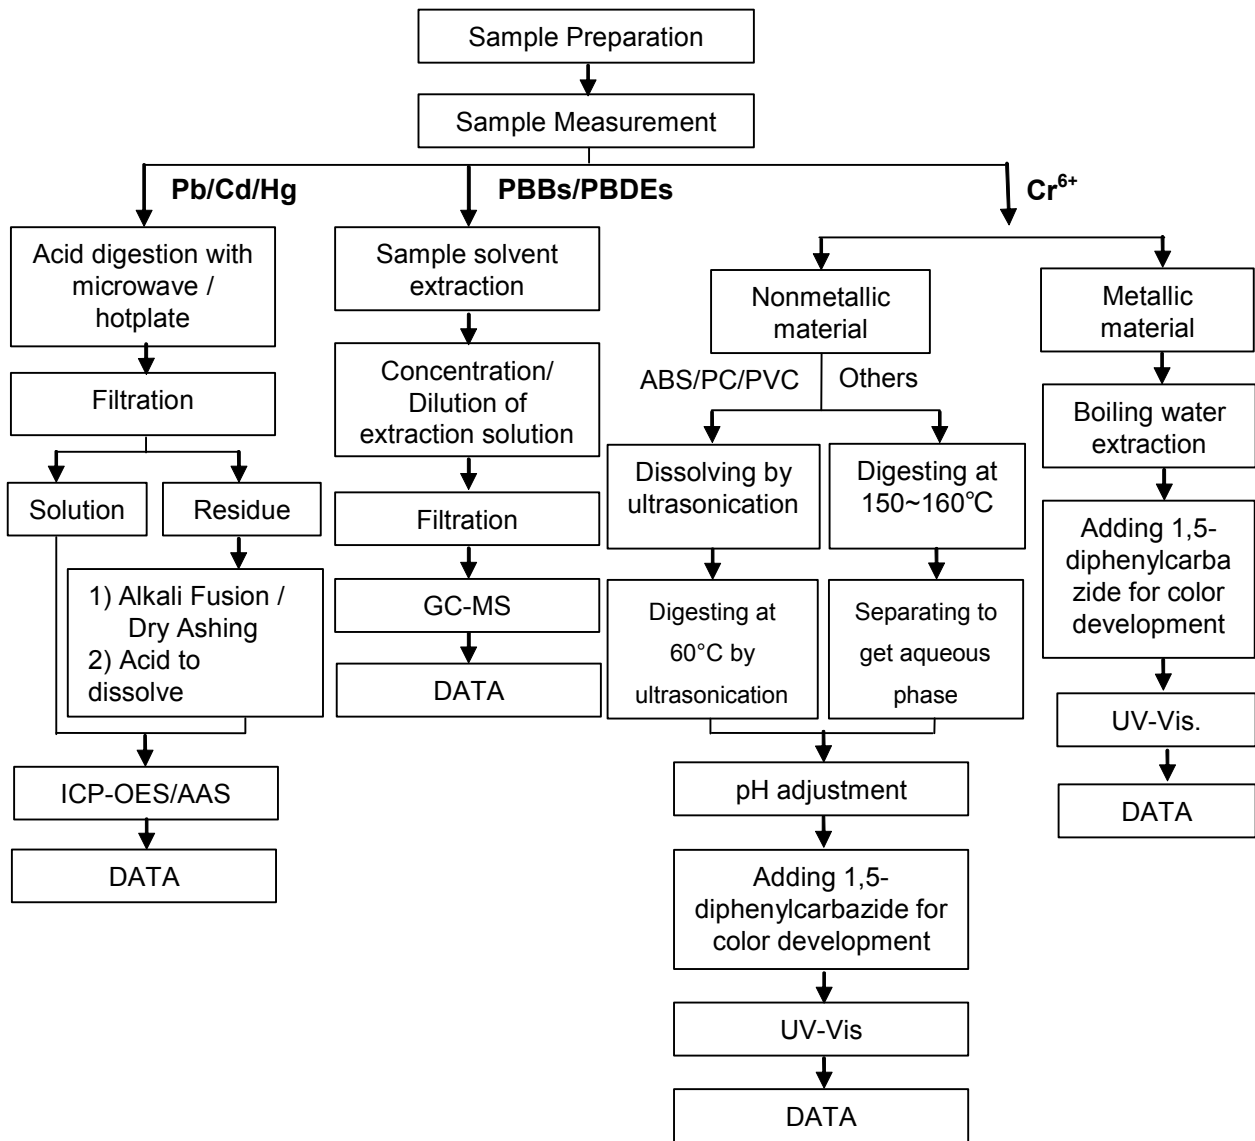 Sample Preparation
Sample Measurement
Pb/Cd/Hg
PBBs/PBDEs
Cr6+
Acid digestion with
microwave /
hotplate
Filtration
Solution
Residue
1) Alkali Fusion /
Dry Ashing
2) Acid to
dissolve
ICP-OES/AAS
DATA
Sample solvent
extraction
Concentration/
Dilution of
extraction solution
Filtration
GC-MS
DATA
Nonmetallic
material
ABS/PC/PVC
Others
Dissolving by
ultrasonication
Digesting at
60°C by
ultrasonication
Digesting at
150~160℃
Separating to
get aqueous
phase
pH adjustment
Adding 1,5-
diphenylcarbazide for
color development
UV-Vis
DATA
Metallic
material
Boiling water
extraction
Adding 1,5-
diphenylcarba
zide for color
development
UV-Vis.
DATA